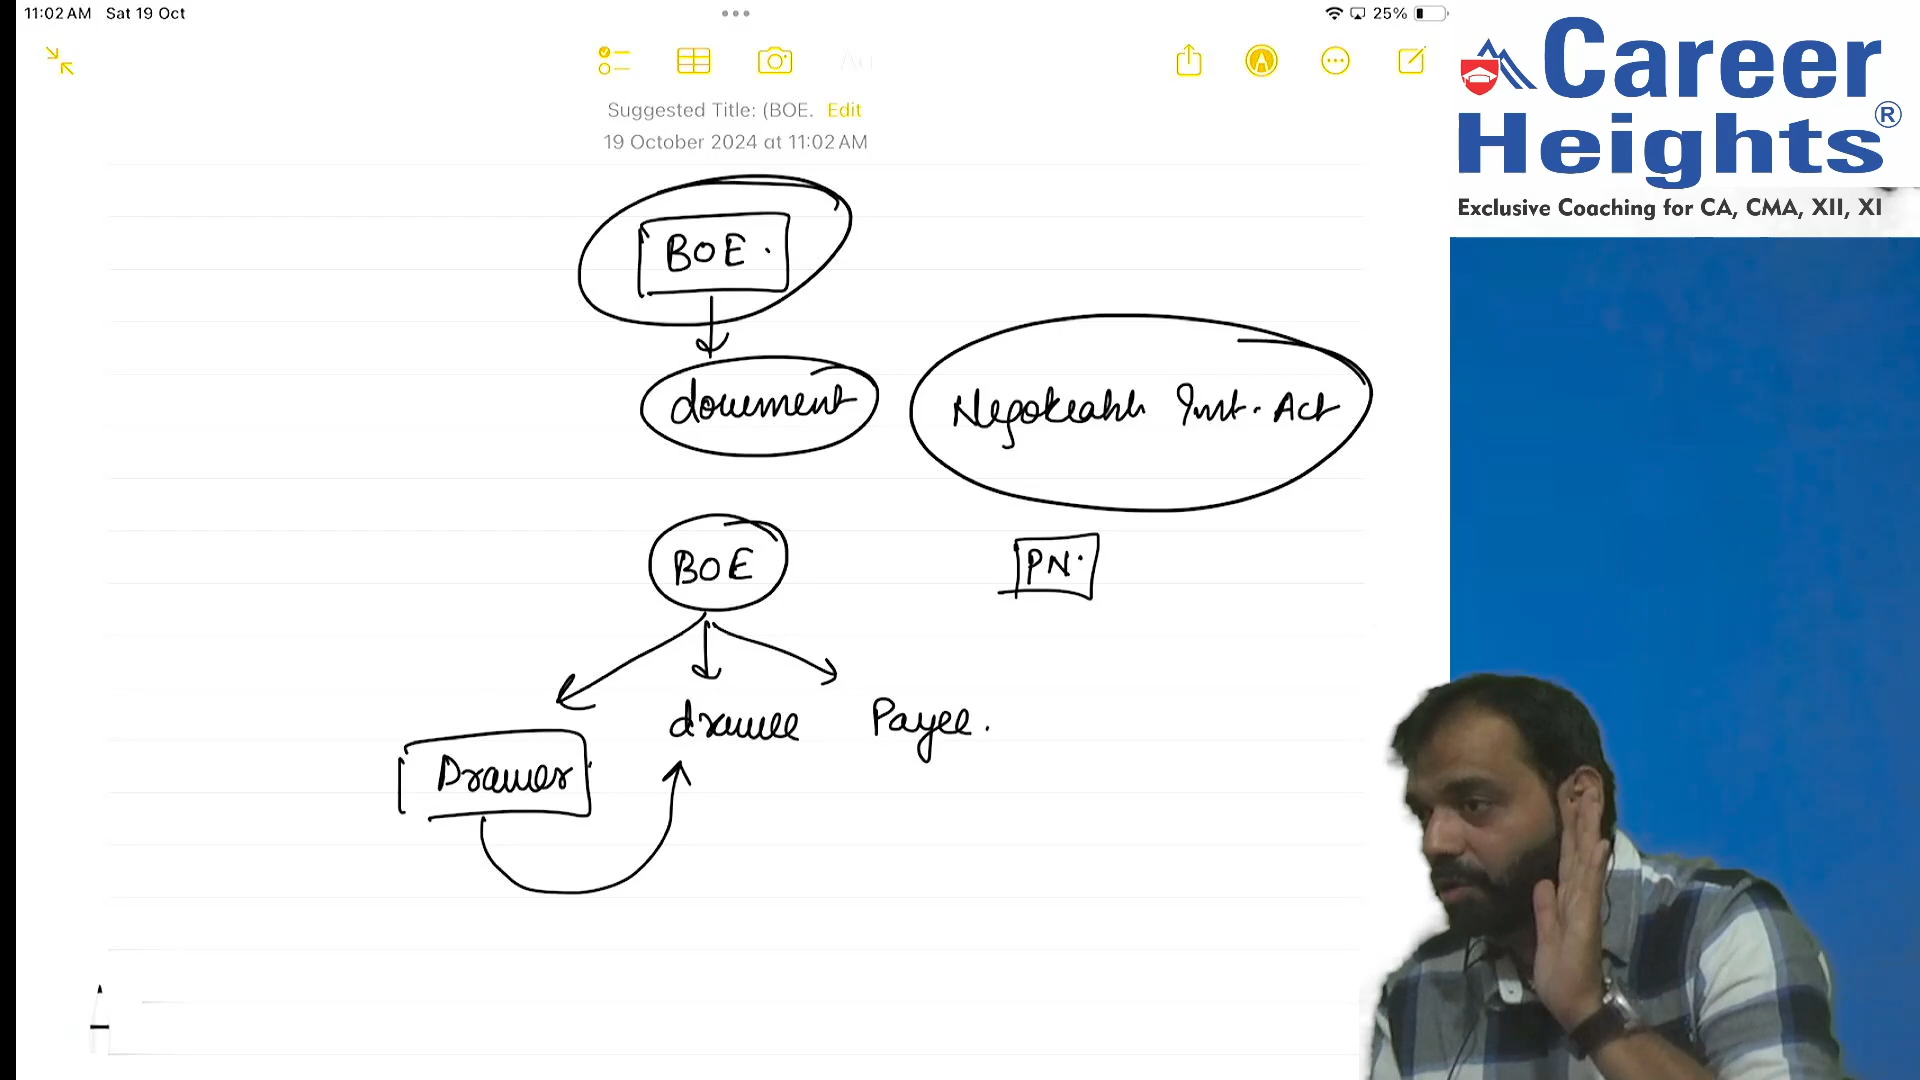 11:02 AM Sat 19 Oct
25%
Career
Heights®
Exclusive Coaching for CA, CMA, XII, XI
Suggested Title: (BOE. Edit
19 October 2024 at 11:02 AM
BOE.
document
Negotiable Inst. Act
BOE
PN.
drawee
Payee.
Drawer